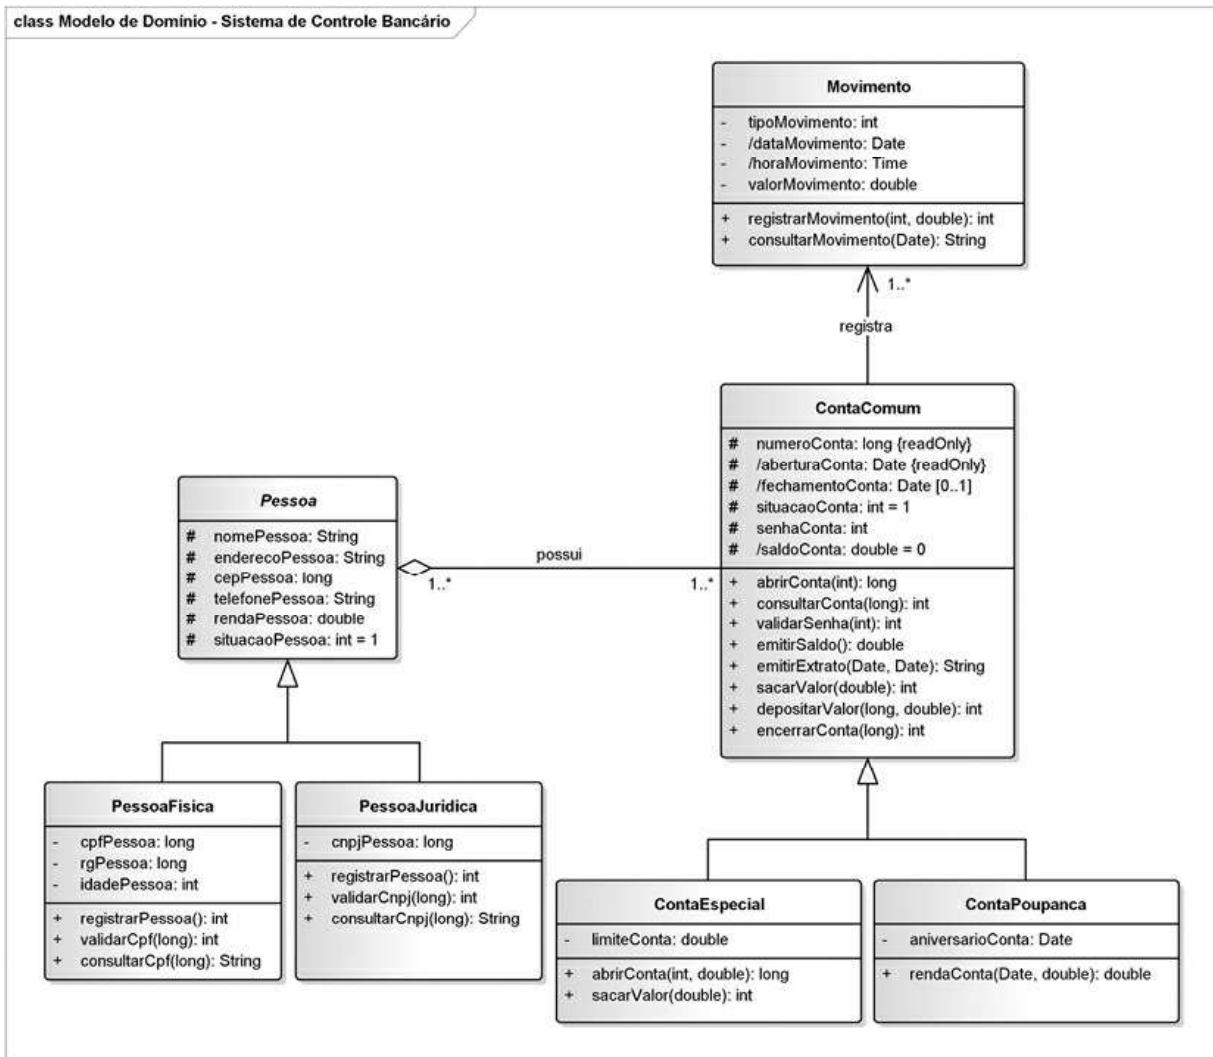 class Modelo de Domínio - Sistema de Controle Bancário
Movimento
- tipoMovimento: int
- /dataMovimento: Date
- /horaMovimento: Time
- valorMovimento: double
+ registrarMovimento(int, double): int
+ consultarMovimento(Date): String
1..*
registra
ContaComum
# numeroConta: long {readOnly}
# /aberturaConta: Date {readOnly}
# /fechamentoConta: Date [0..1]
# situacaoConta: int = 1
# senhaConta: int
# /saldoConta: double = 0
+ abrirConta(int): long
+ consultarConta(long): int
+ validarSenha(int): int
+ emitirSaldo(): double
+ emitirExtrato(Date, Date): String
+ sacarValor(double): int
+ depositarValor(long, double): int
+ encerrarConta(long): int
Pessoa
# nomePessoa: String
# enderecoPessoa: String
# cepPessoa: long
# telefonePessoa: String
# rendaPessoa: double
# situacaoPessoa: int = 1
possui
1..*
1..*
PessoaFisica
- cpfPessoa: long
- rgPessoa: long
- idadePessoa: int
+ registrarPessoa(): int
+ validarCpf(long): int
+ consultarCpf(long): String
PessoaJuridica
- cnpjPessoa: long
+ registrarPessoa(): int
+ validarCnpj(long): int
+ consultarCnpj(long): String
ContaEspecial
- limiteConta: double
+ abrirConta(int, double): long
+ sacarValor(double): int
ContaPoupanca
- aniversarioConta: Date
+ rendaConta(Date, double): double